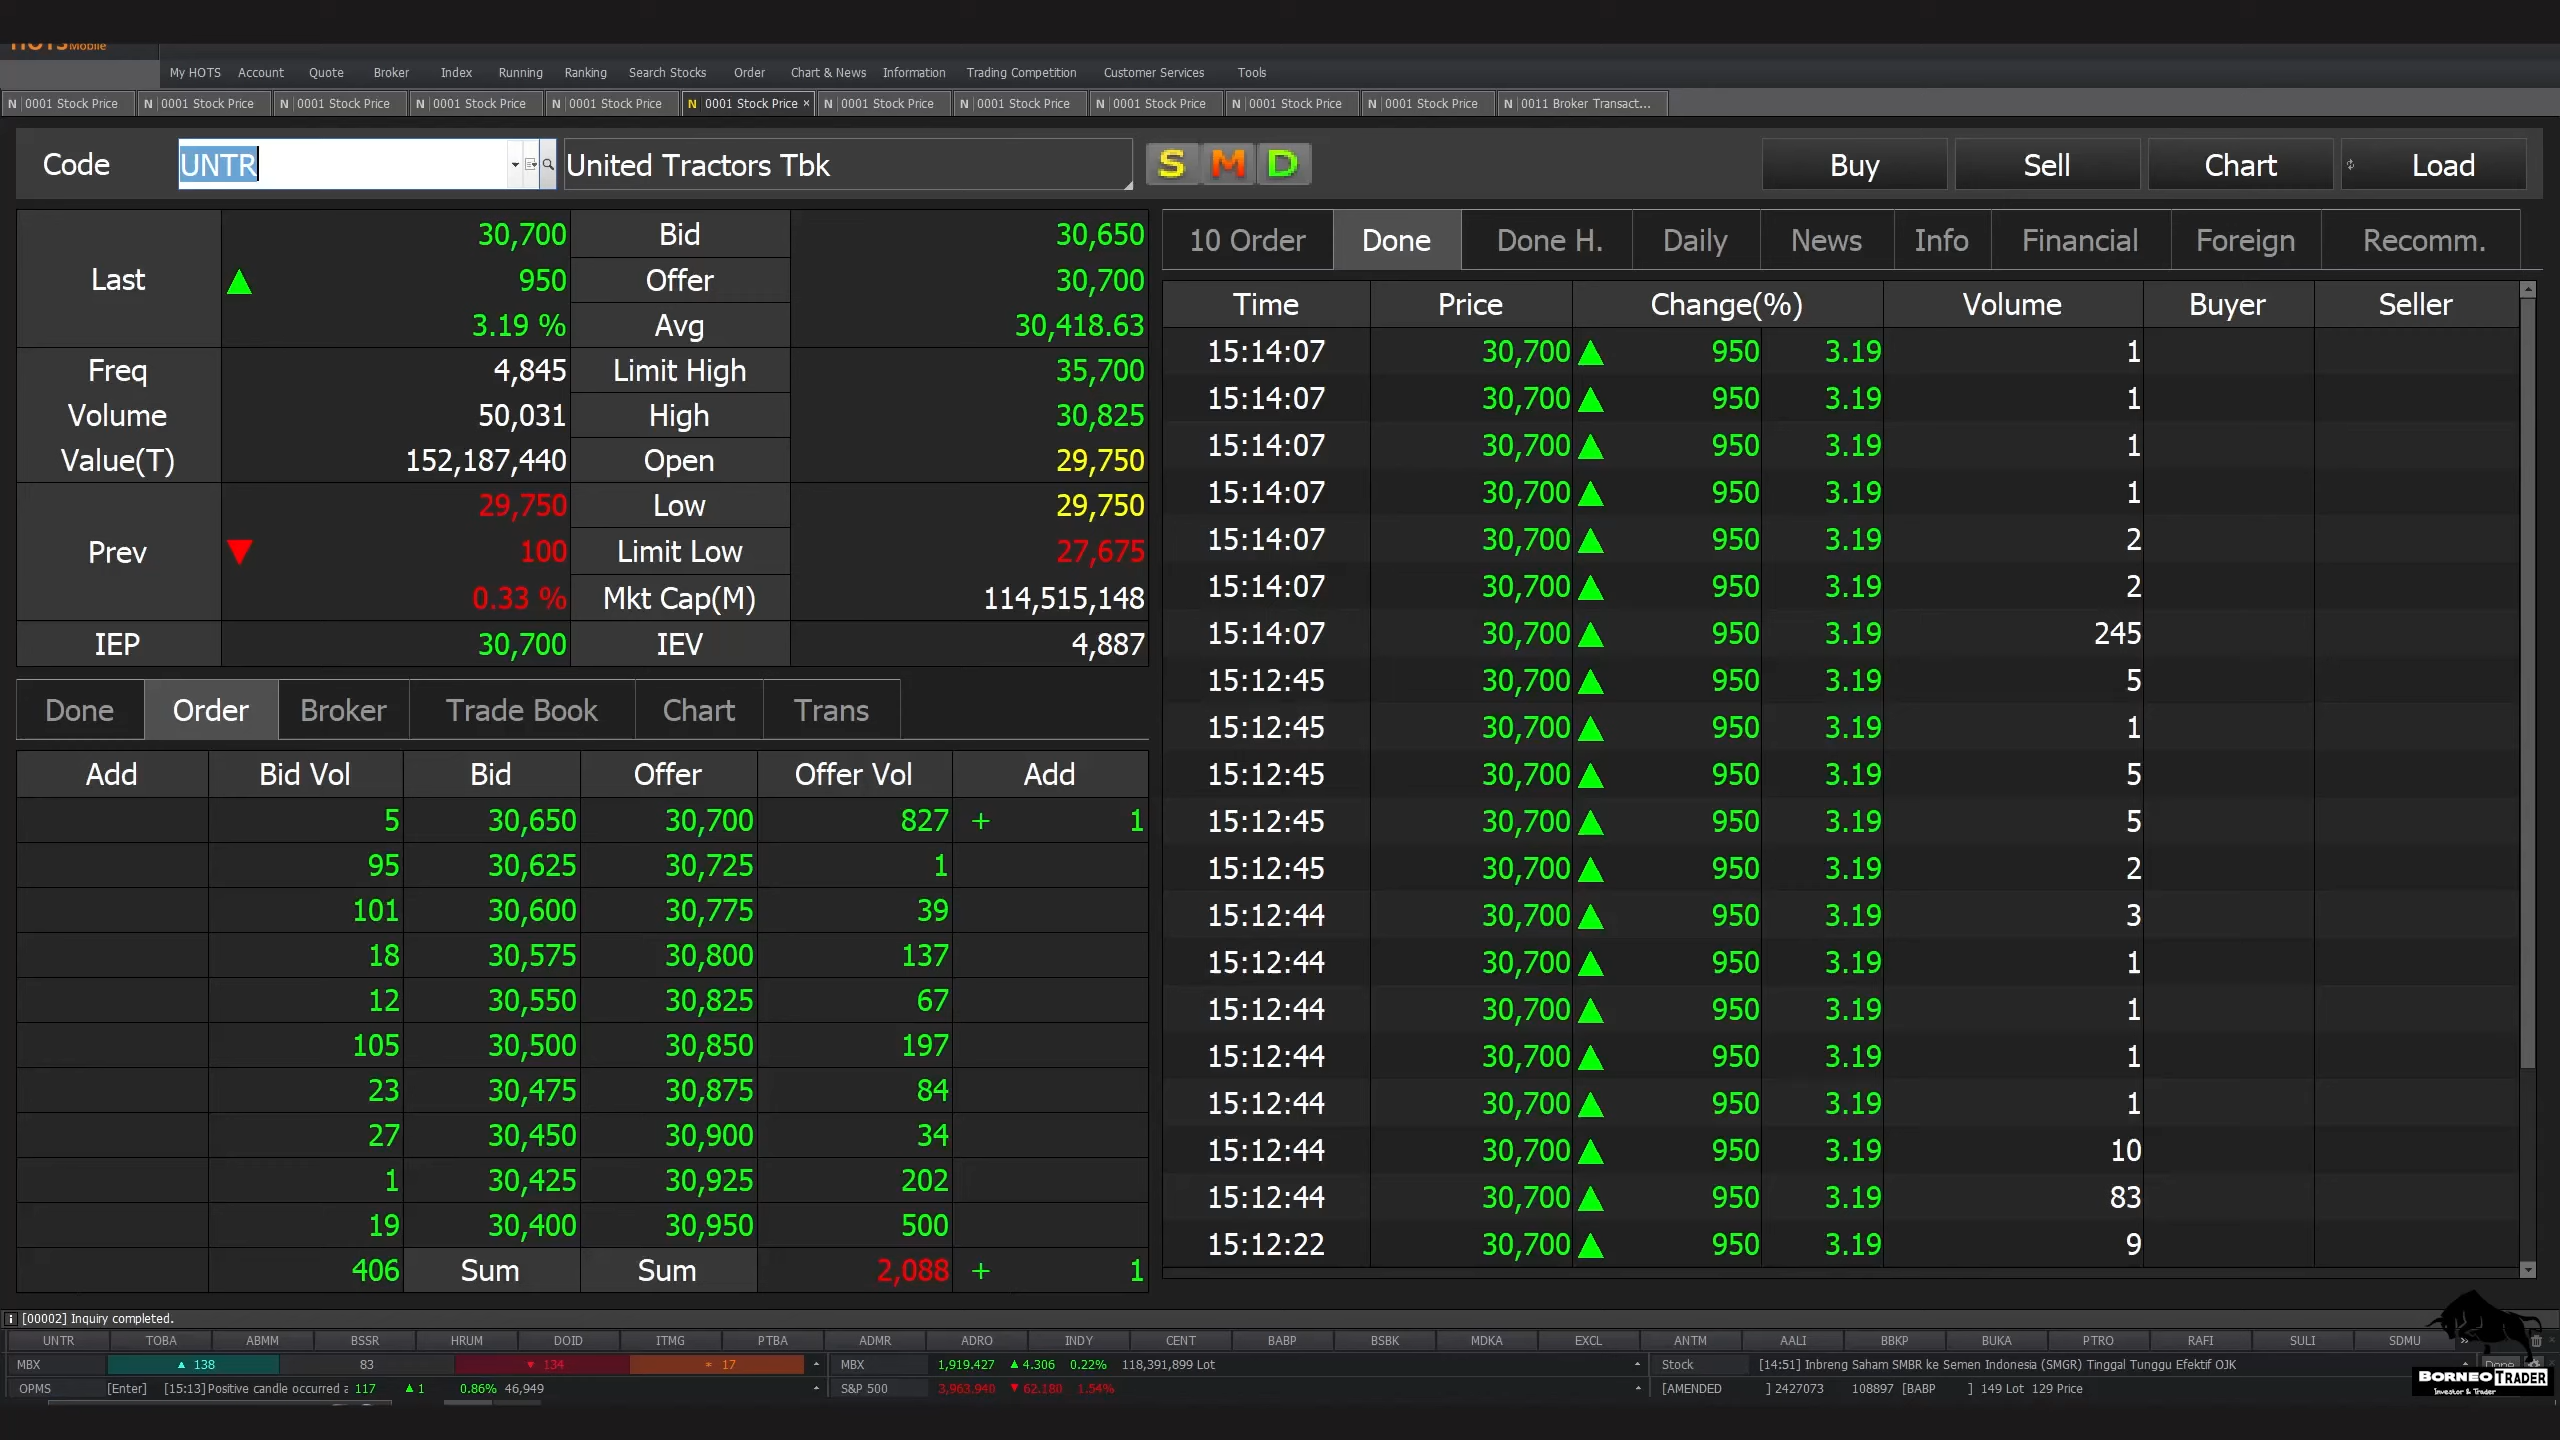 HOTS Mobile
My HOTS Account Quote Broker Index Running Ranking Search Stocks Order Chart & News Information Trading Competition Customer Services Tools
N 0001 Stock Price N 0001 Stock Price N 0001 Stock Price N 0001 Stock Price N 0001 Stock Price N 0001 Stock Price × N 0001 Stock Price N 0001 Stock Price N 0001 Stock Price N 0001 Stock Price N 0001 Stock Price N 0011 Broker Transact...
Code UNTR United Tractors Tbk S M D Buy Sell Chart Load
Last 30,700 Bid 30,650
▲ 950 Offer 30,700
3.19 % Avg 30,418.63
Freq 4,845 Limit High 35,700
Volume 50,031 High 30,825
Value(T) 152,187,440 Open 29,750
Prev 29,750 Low 29,750
▼ 100 Limit Low 27,675
0.33 % Mkt Cap(M) 114,515,148
IEP 30,700 IEV 4,887
Done Order Broker Trade Book Chart Trans
Add Bid Vol Bid Offer Offer Vol Add
5 30,650 30,700 827 + 1
95 30,625 30,725 1
101 30,600 30,775 39
18 30,575 30,800 137
12 30,550 30,825 67
105 30,500 30,850 197
23 30,475 30,875 84
27 30,450 30,900 34
1 30,425 30,925 202
19 30,400 30,950 500
406 Sum Sum 2,088 + 1
10 Order Done Done H. Daily News Info Financial Foreign Recomm.
Time Price Change(%) Volume Buyer Seller
15:14:07 30,700 ▲ 950 3.19 1
15:14:07 30,700 ▲ 950 3.19 1
15:14:07 30,700 ▲ 950 3.19 1
15:14:07 30,700 ▲ 950 3.19 1
15:14:07 30,700 ▲ 950 3.19 2
15:14:07 30,700 ▲ 950 3.19 2
15:14:07 30,700 ▲ 950 3.19 245
15:12:45 30,700 ▲ 950 3.19 5
15:12:45 30,700 ▲ 950 3.19 1
15:12:45 30,700 ▲ 950 3.19 5
15:12:45 30,700 ▲ 950 3.19 5
15:12:45 30,700 ▲ 950 3.19 2
15:12:44 30,700 ▲ 950 3.19 3
15:12:44 30,700 ▲ 950 3.19 1
15:12:44 30,700 ▲ 950 3.19 1
15:12:44 30,700 ▲ 950 3.19 1
15:12:44 30,700 ▲ 950 3.19 1
15:12:44 30,700 ▲ 950 3.19 10
15:12:44 30,700 ▲ 950 3.19 83
15:12:22 30,700 ▲ 950 3.19 9
[00002] Inquiry completed.
UNTR TOBA ABMM BSSR HRUM DOID ITMG PTBA ADMR ADRO INDY CENT BABP BSBK MDKA EXCL ANTM AALI BBKP BUKA PTRO RAFI SULI SDMU
MBX ▲ 138 83 ▼ 134 * 17 MBX 1,919.427 ▲ 4.306 0.22% 118,391,899 Lot Stock [14:51] Inbreng Saham SMBR ke Semen Indonesia (SMGR) Tinggal Tunggu Efektif OJK Done
OPMS [Enter] [15:13]Positive candle occurred 117 ▲ 1 0.86% 46,949 S&P 500 3,963.940 ▼ 62.180 1.54% [AMENDED ] 2427073 108897 [BABP ] 149 Lot 129 Price
BORNEO TRADER
Investor & Trader